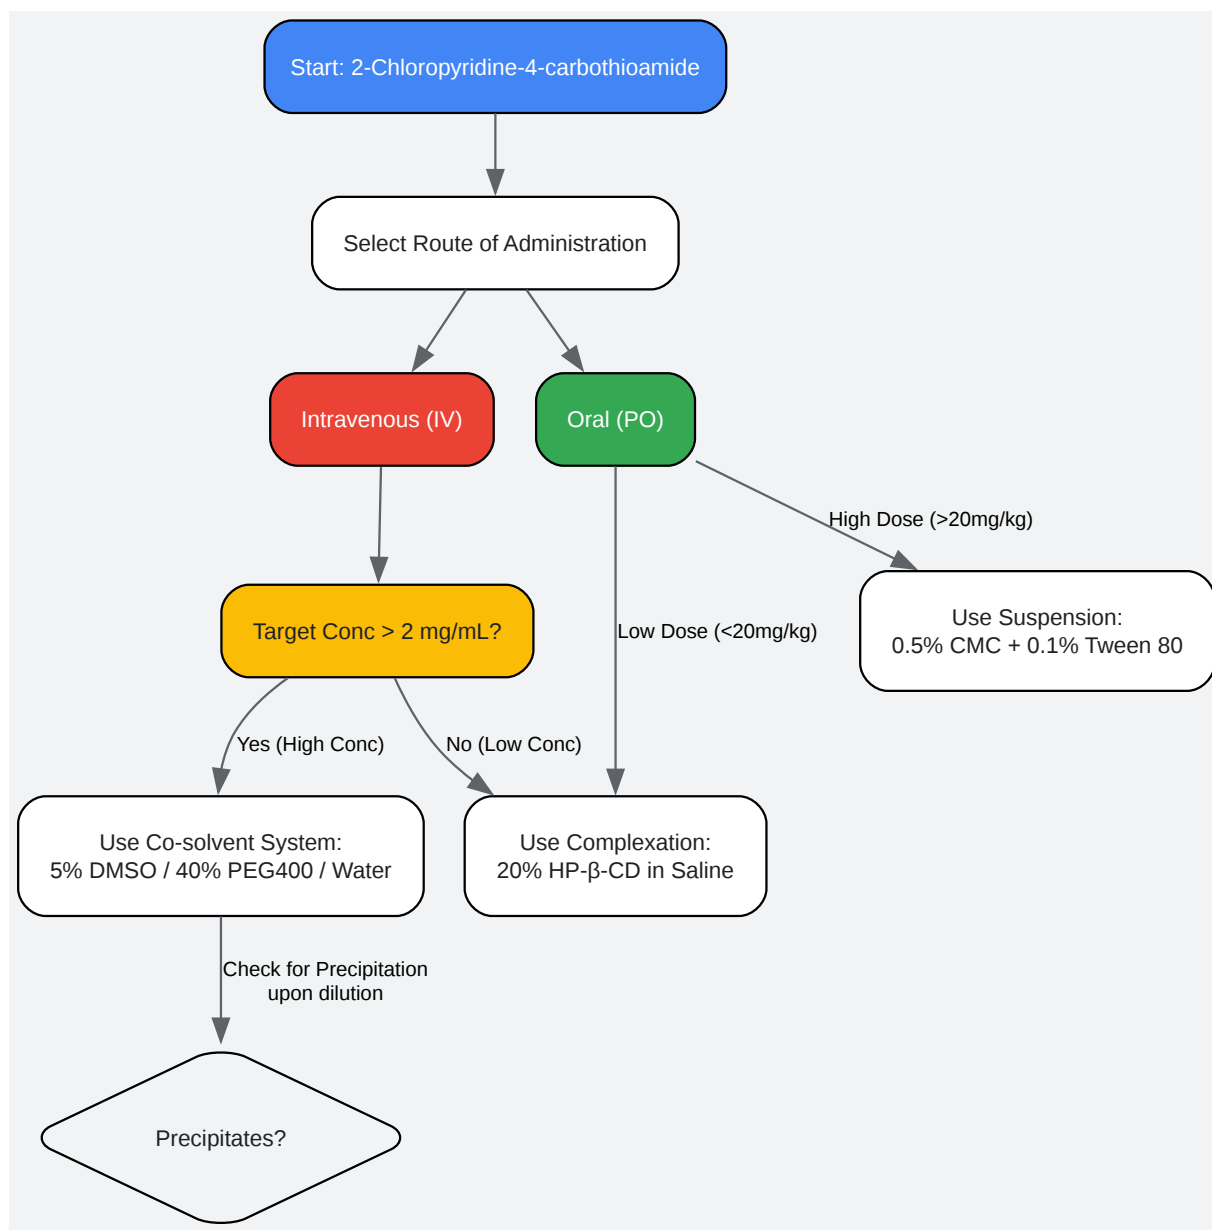 Start: 2-Chloropyridine-4-carbothioamide
Select Route of Administration
Intravenous (IV)
Oral (PO)
High Dose (>20mg/kg)
Target Conc > 2 mg/mL?
Low Dose (<20mg/kg)
Use Suspension:
0.5% CMC + 0.1% Tween 80
Yes (High Conc)
No (Low Conc)
Use Co-solvent System:
5% DMSO / 40% PEG400 / Water
Use Complexation:
20% HP-β-CD in Saline
Check for Precipitation
upon dilution
Precipitates?